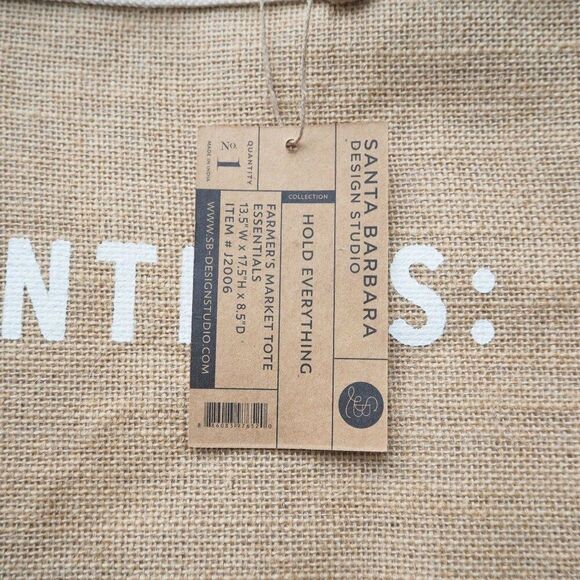 SANTA BARBARA
DESIGN STUDIO
COLLECTION
HOLD EVERYTHING
QUANTITY
No. 1
MADE IN INDIA
FARMER'S MARKET TOTE
ESSENTIALS
13.5"W X 17.5"H X 8.5"D
ITEM # J2006
WWW.SB-DESIGNSTUDIO.COM
NTI S: